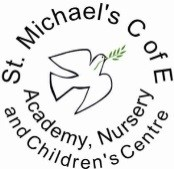 St. Michael's C of E
Academy, Nursery
and Children's Centre